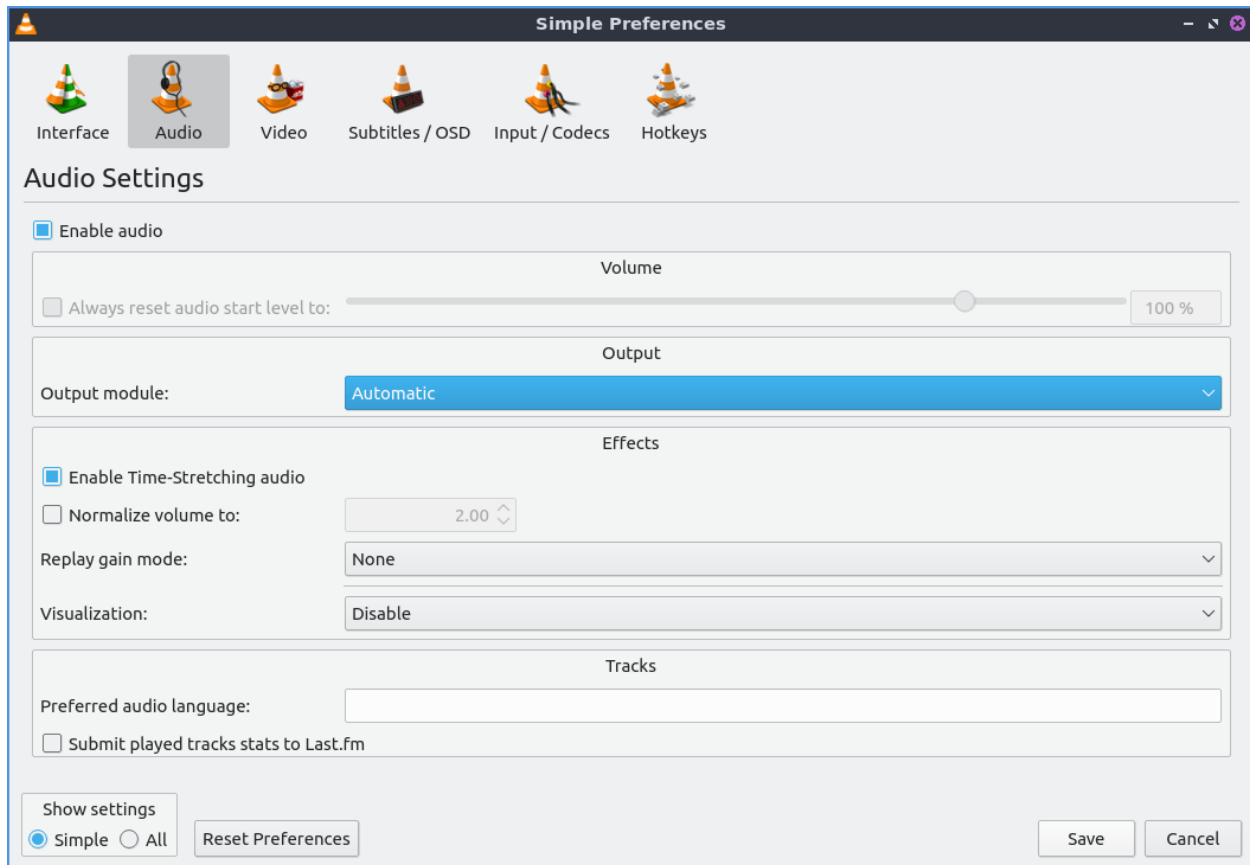 Simple Preferences
Interface Audio Video Subtitles / OSD Input / Codecs Hotkeys
Audio Settings
Enable audio
Volume
Always reset audio start level to: 100 %
Output
Output module: Automatic
Effects
Enable Time-Stretching audio
Normalize volume to: 2.00
Replay gain mode: None
Visualization: Disable
Tracks
Preferred audio language:
Submit played tracks stats to Last.fm
Show settings
Simple All Reset Preferences Save Cancel